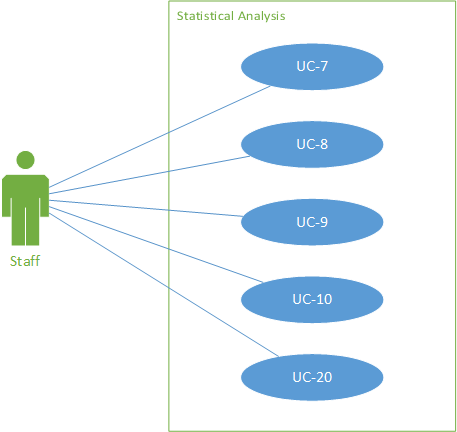 Statistical Analysis
UC-7
UC-8
UC-9
Staff
UC-10
UC-20